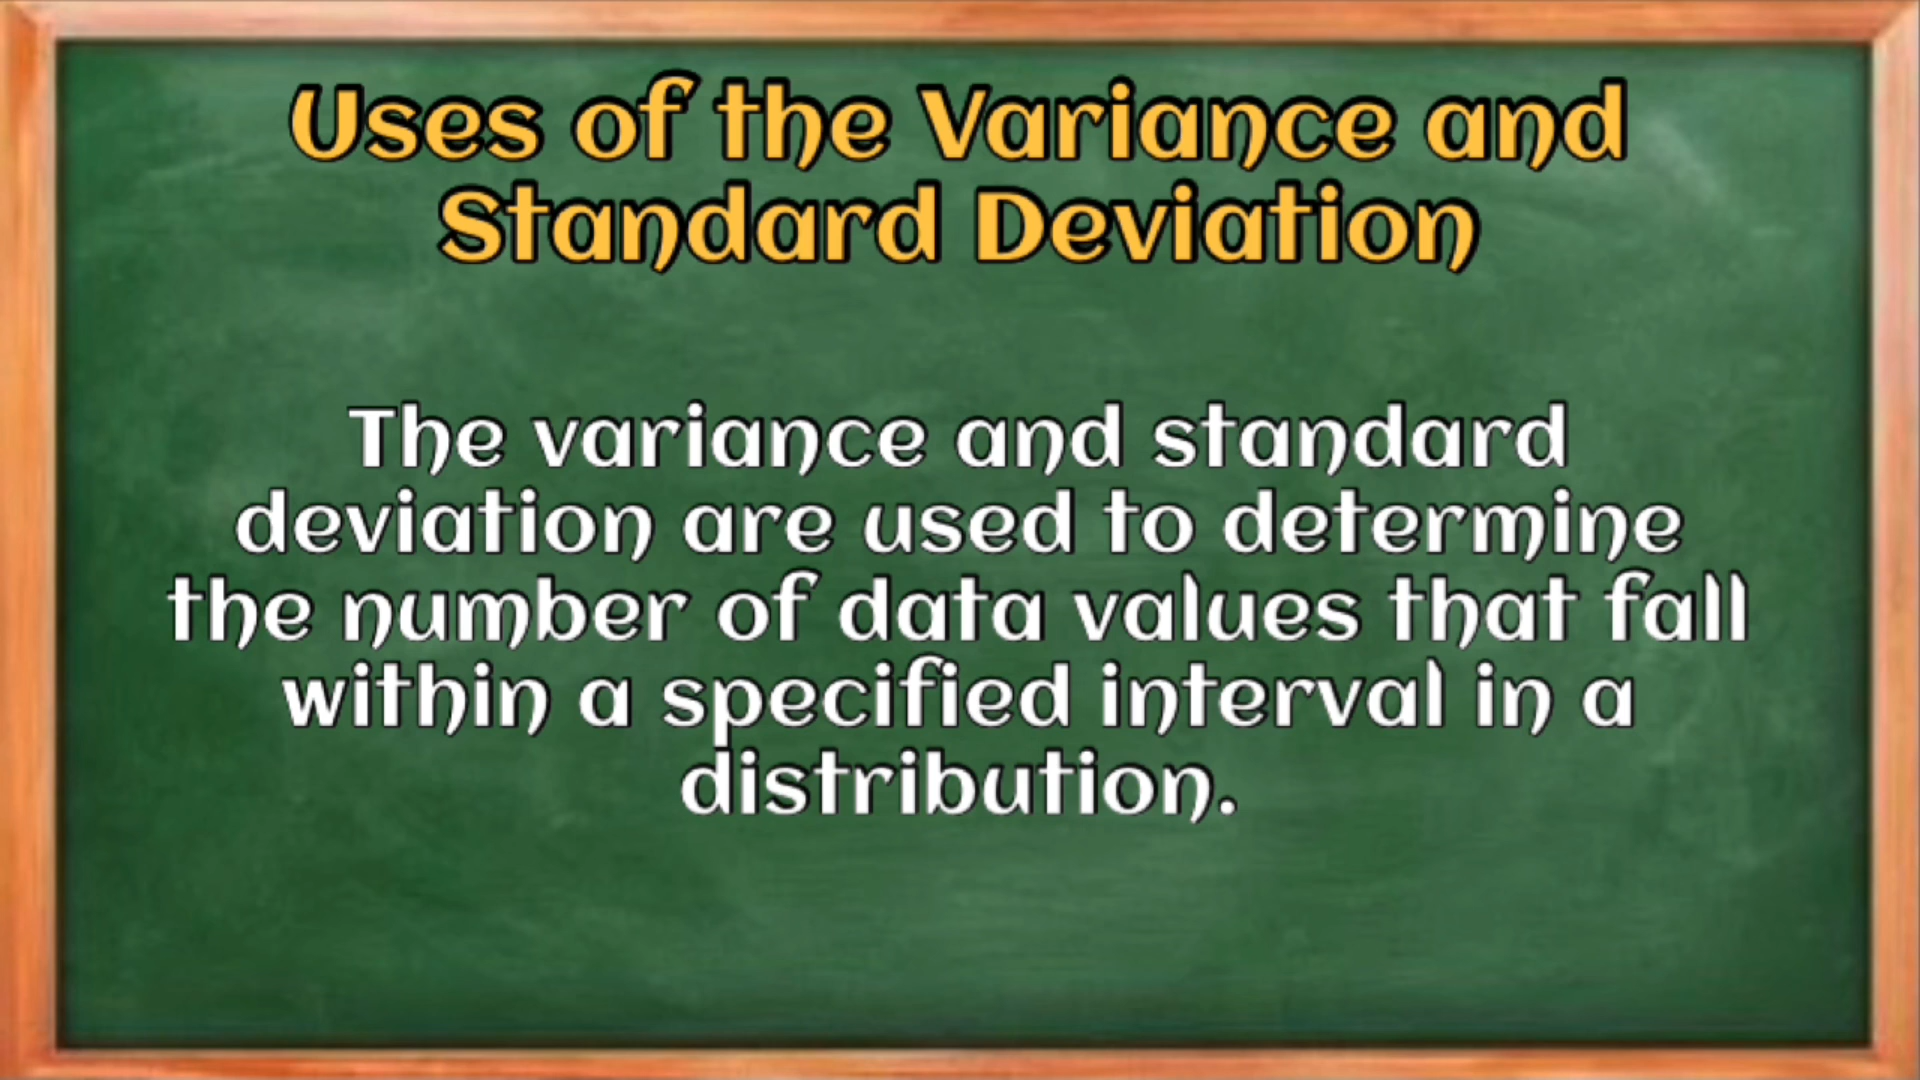 Uses of the Variance and
Standard Deviation
The variance and standard
deviation are used to determine
the number of data values that fall
within a specified interval in a
distribution.